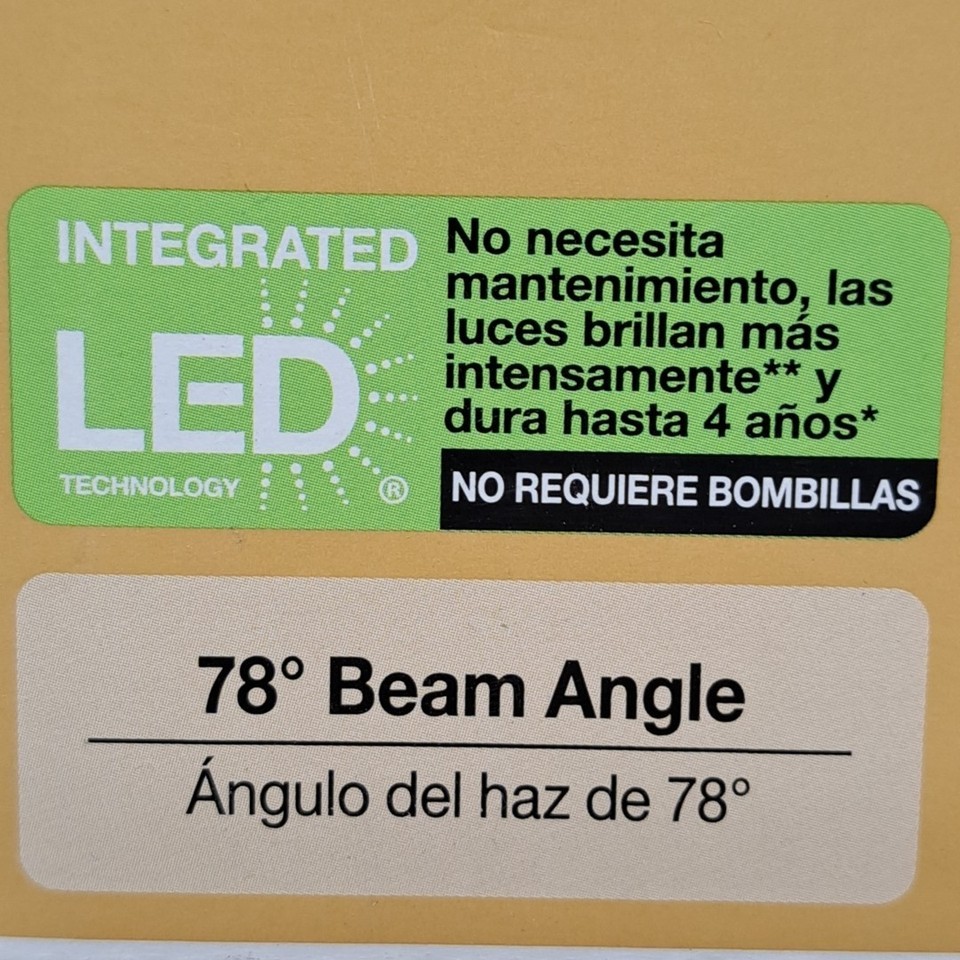 INTEGRATED
LED
TECHNOLOGY ®
No necesita
mantenimiento, las
luces brillan más
intensamente** y
dura hasta 4 años*
NO REQUIERE BOMBILLAS
78° Beam Angle
Ángulo del haz de 78°